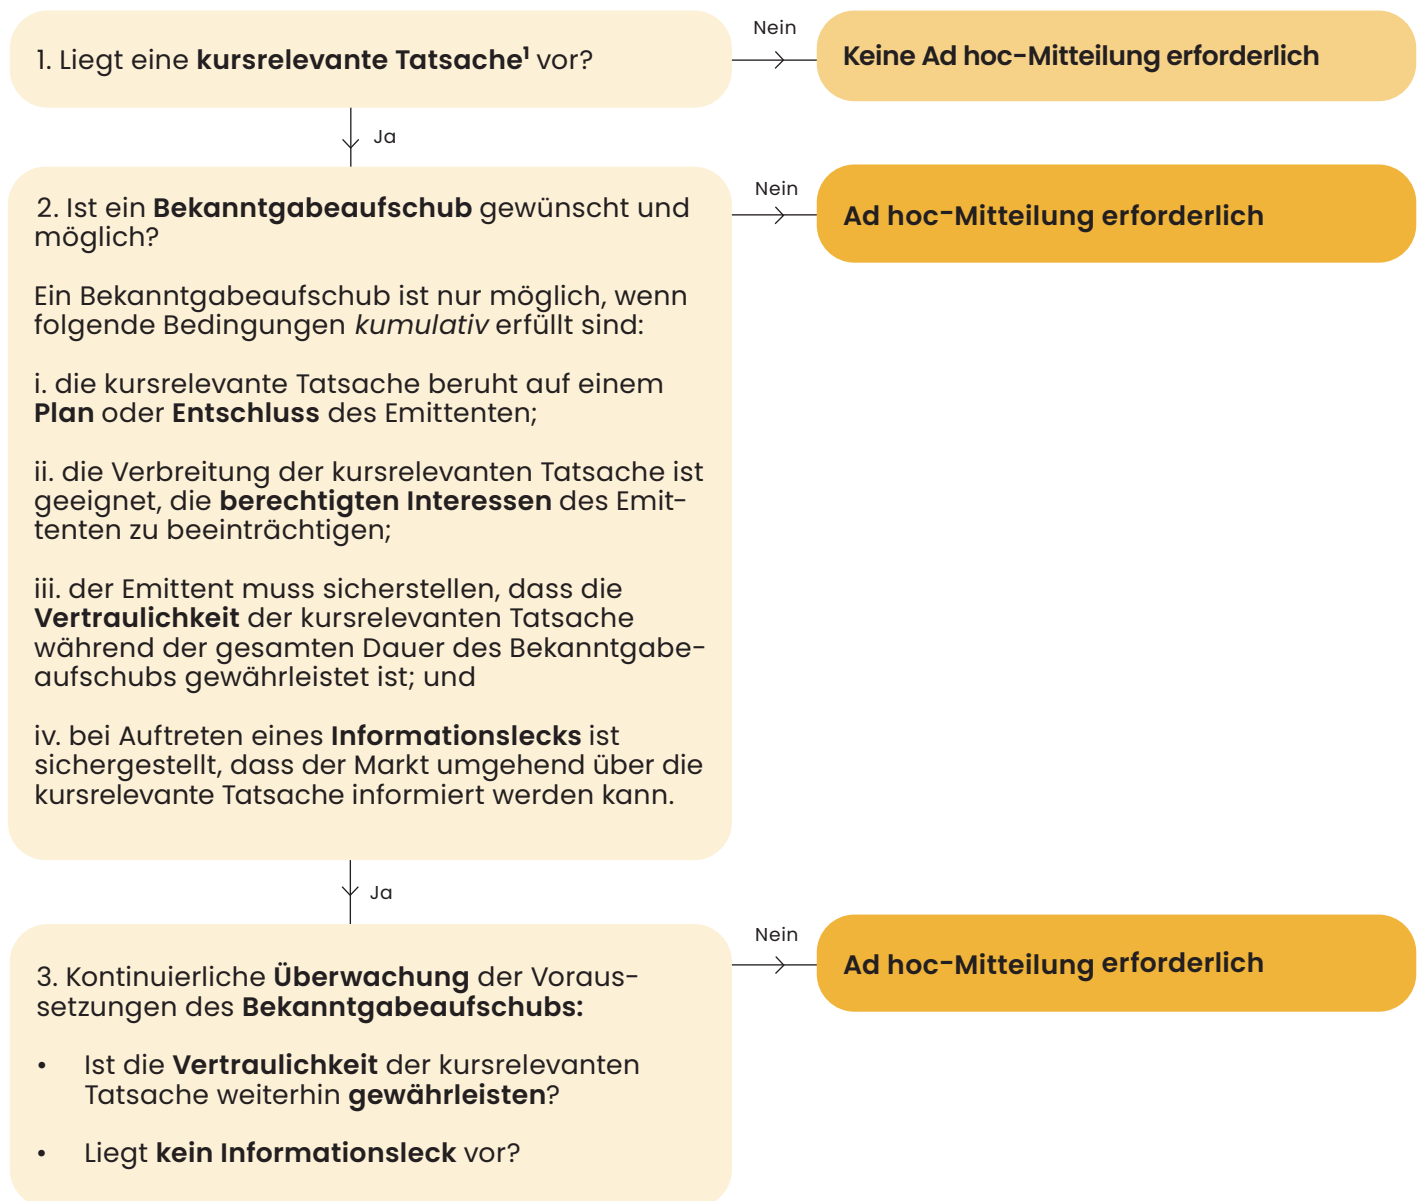 1. Liegt eine kursrelevante Tatsache¹ vor?
Nein
Keine Ad hoc-Mitteilung erforderlich
Ja
2. Ist ein Bekanntgabeaufschub gewünscht und
möglich?
Nein
Ad hoc-Mitteilung erforderlich
Ein Bekanntgabeaufschub ist nur möglich, wenn
folgende Bedingungen kumulativ erfüllt sind:
i. die kursrelevante Tatsache beruht auf einem
Plan oder Entschluss des Emittenten;
ii. die Verbreitung der kursrelevanten Tatsache ist
geeignet, die berechtigten Interessen des Emit-
tenten zu beeinträchtigen;
iii. der Emittent muss sicherstellen, dass die
Vertraulichkeit der kursrelevanten Tatsache
während der gesamten Dauer des Bekanntgabe-
aufschubs gewährleistet ist; und
iv. bei Auftreten eines Informationslecks ist
sichergestellt, dass der Markt umgehend über die
kursrelevante Tatsache informiert werden kann.
Ja
3. Kontinuierliche Überwachung der Voraus-
setzungen des Bekanntgabeaufschubs:
Nein
Ad hoc-Mitteilung erforderlich
• Ist die Vertraulichkeit der kursrelevanten
Tatsache weiterhin gewährleisten?
• Liegt kein Informationsleck vor?